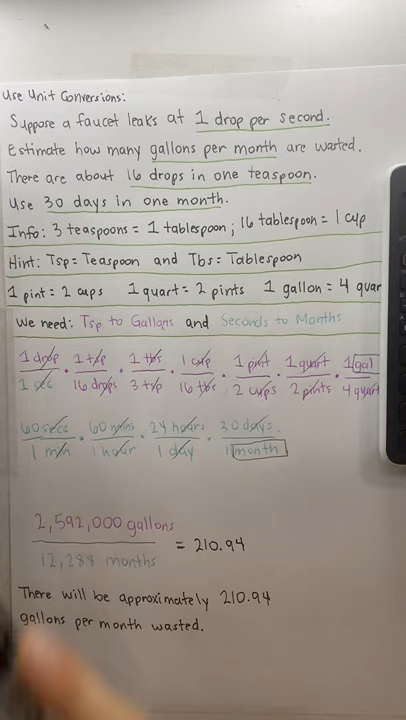 Use Unit Conversions:
Suppose a faucet leaks at 1 drop per second.
Estimate how many gallons per month are wasted.
There are about 16 drops in one teaspoon.
Use 30 days in one month.
Info: 3 teaspoons = 1 tablespoon; 16 tablespoon = 1 cup
Hint: Tsp = Teaspoon and Tbs = Tablespoon
1 pint = 2 cups 1 quart = 2 pints 1 gallon = 4 quar
We need: Tsp to Gallons and Seconds to Months
1 drop/1 sec · 1 tsp/16 drops · 1 tbs/3 tsp · 1 cup/16 tbs · 1 pint/2 cups · 1 quart/2 pints · 1 gal/4 quart
60 secs/1 min · 60 mins/1 hour · 24 hours/1 day · 30 days/1 month
2,592,000 gallons/12,288 months = 210.94
There will be approximately 210.94
gallons per month wasted.